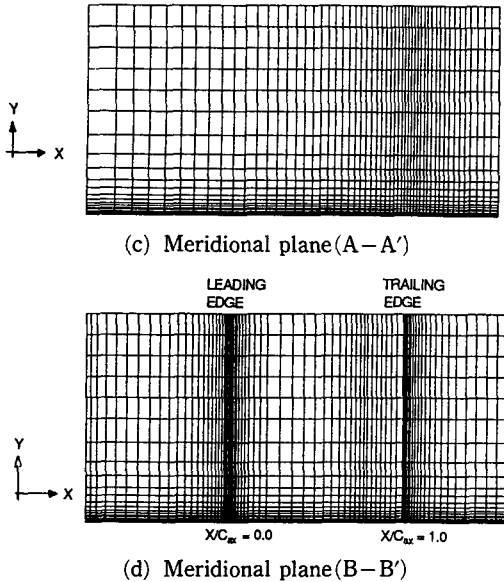 Y
X
(c) Meridional plane(A−A′)
LEADING EDGE
TRAILING EDGE
Y
X
X/Cax = 0.0
X/Cax = 1.0
(d) Meridional plane(B−B′)